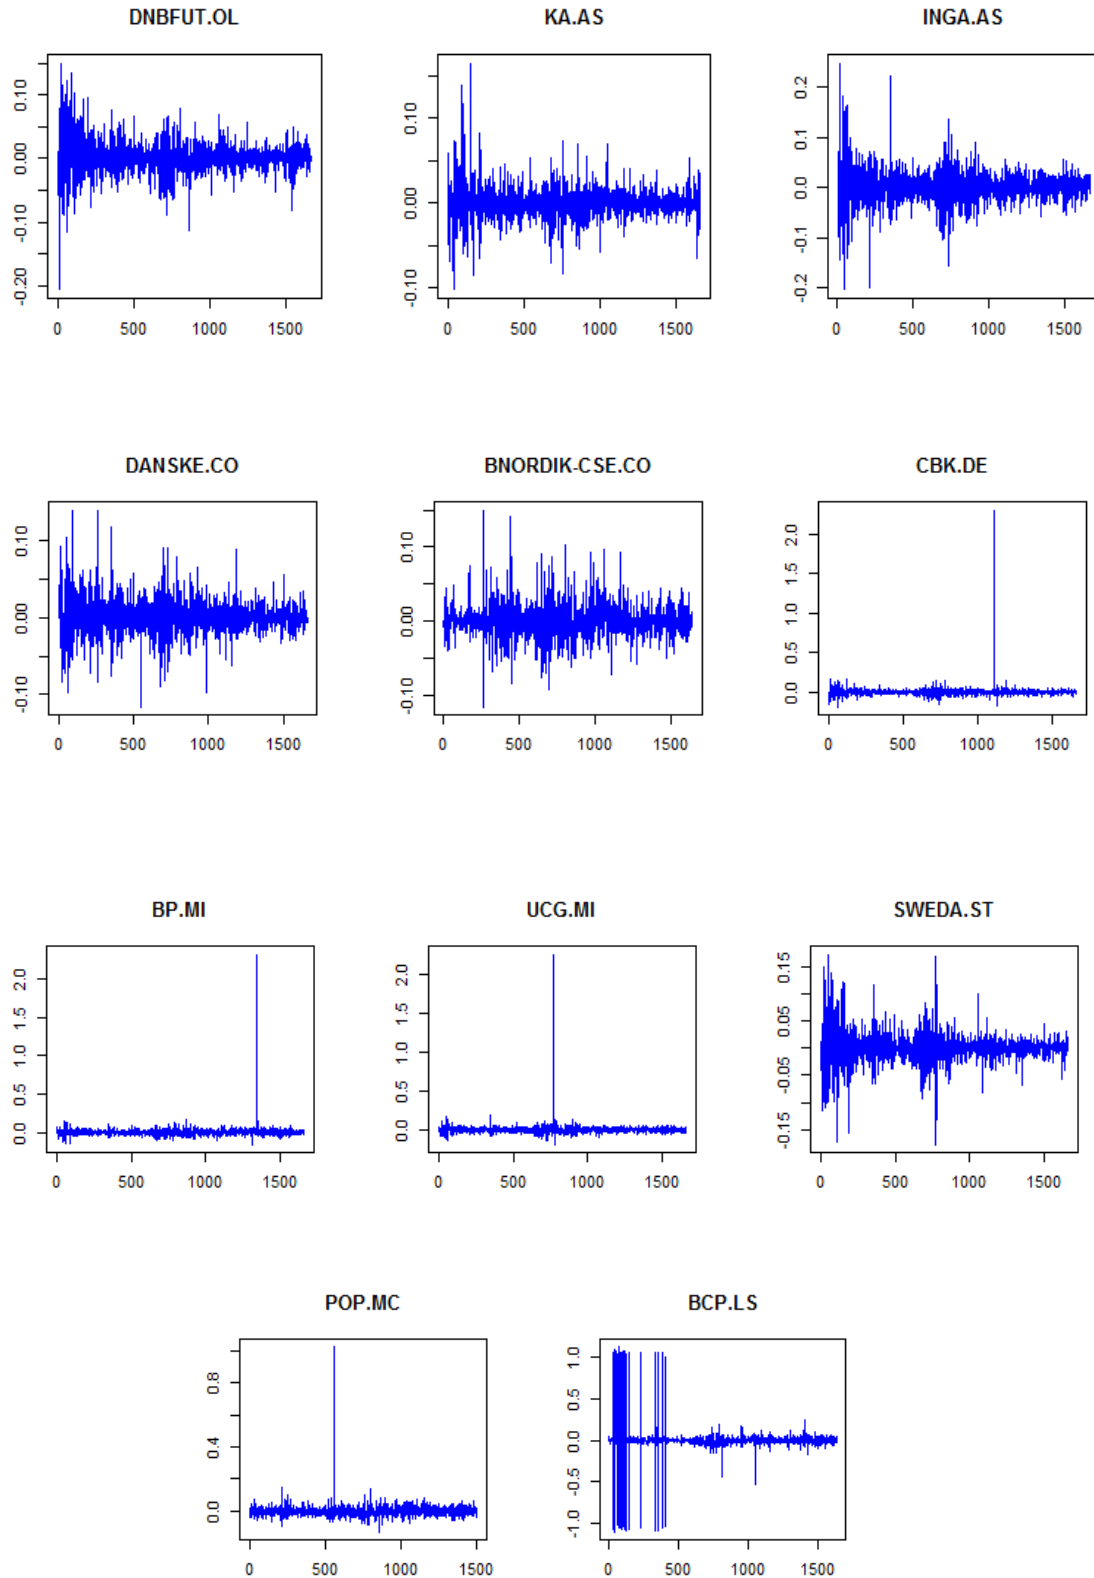 DNBFUT.OL KA.AS INGA.AS
0.10 0.00 -0.10 -0.20
0 500 1000 1500
0.10 0.00 -0.10
0 500 1000 1500
0.2 0.1 0.0 -0.1 -0.2
0 500 1000 1500
DANSKE.CO BNORDIK-CSE.CO CBK.DE
0.10 0.00 -0.10
0 500 1000 1500
0.10 0.00 -0.10
0 500 1000 1500
2.0 1.5 1.0 0.5 0.0
0 500 1000 1500
BP.MI UCG.MI SWEDA.ST
2.0 1.5 1.0 0.5 0.0
0 500 1000 1500
2.0 1.5 1.0 0.5 0.0
0 500 1000 1500
0.15 0.05 -0.05 -0.15
0 500 1000 1500
POP.MC BCP.LS
0.8 0.4 0.0
0 500 1000 1500
1.0 0.5 0.0 -0.5 -1.0
0 500 1000 1500